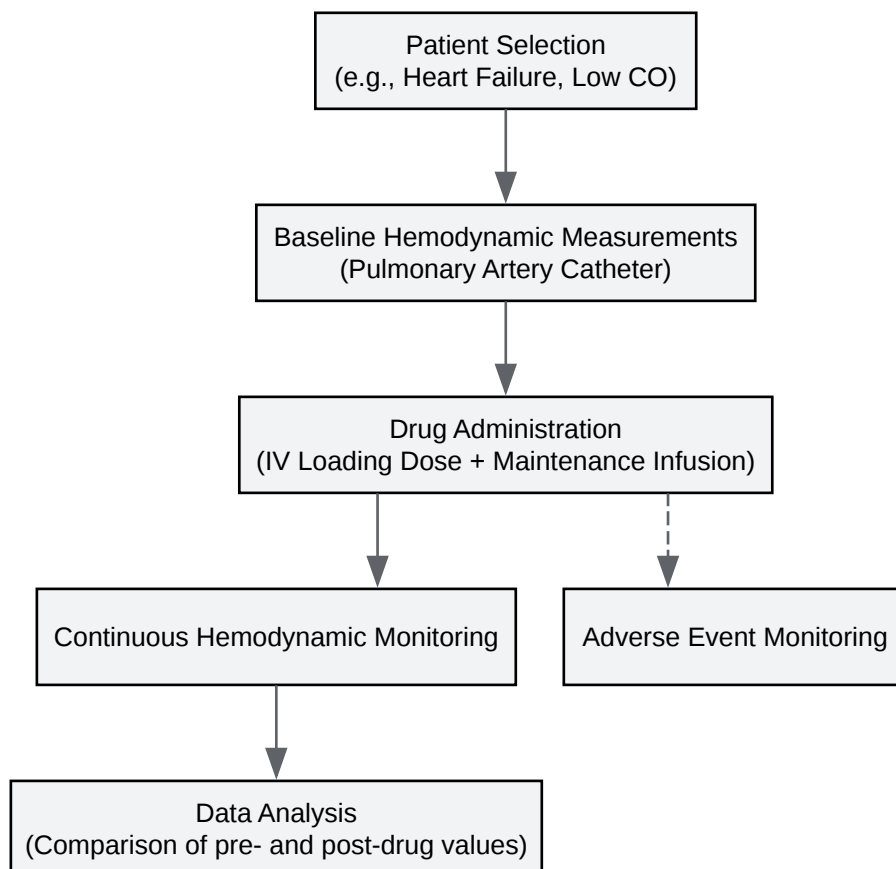 Patient Selection
(e.g., Heart Failure, Low CO)
Baseline Hemodynamic Measurements
(Pulmonary Artery Catheter)
Drug Administration
(IV Loading Dose + Maintenance Infusion)
Continuous Hemodynamic Monitoring
Adverse Event Monitoring
Data Analysis
(Comparison of pre- and post-drug values)